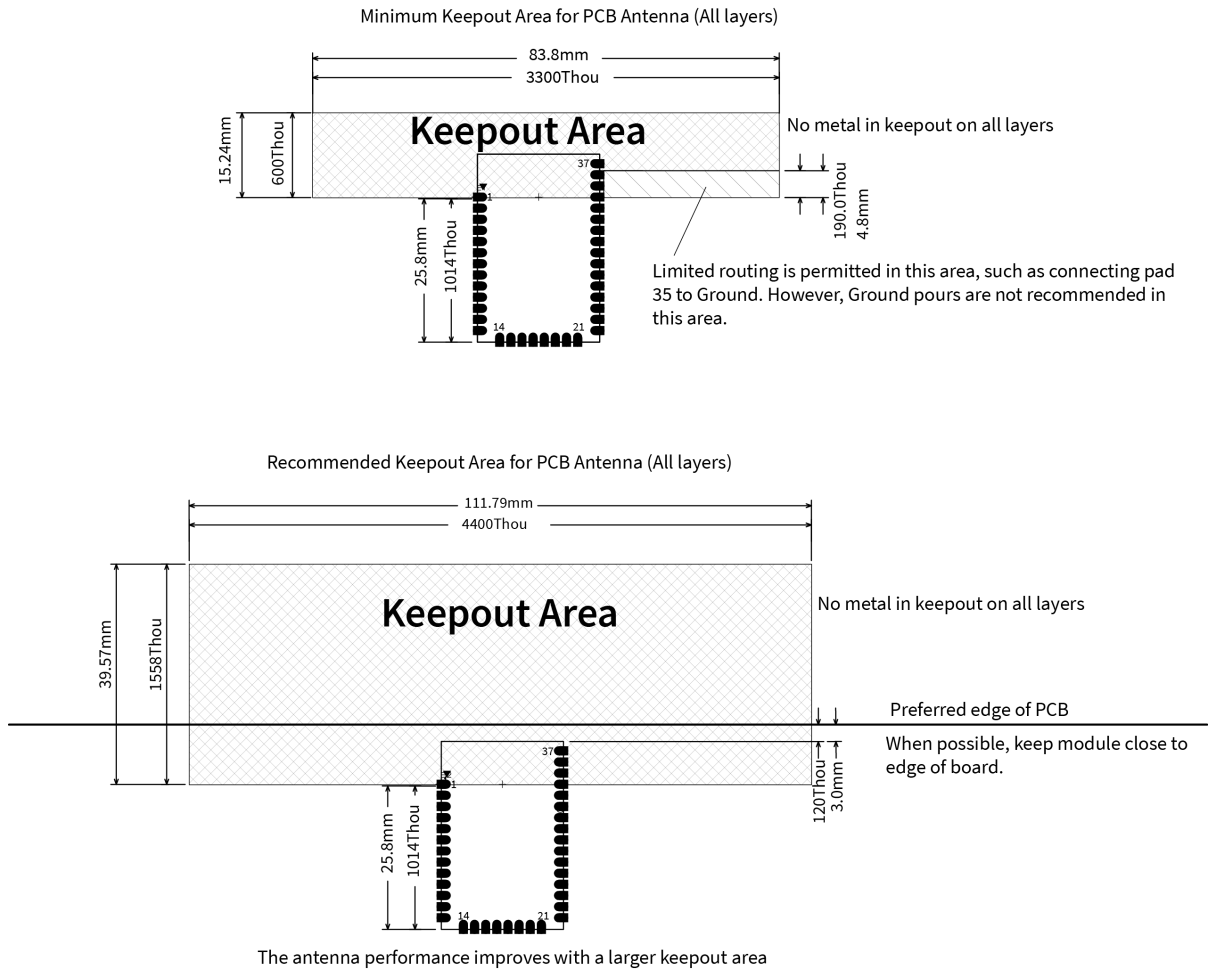 Minimum Keepout Area for PCB Antenna (All layers)
83.8mm
3300Thou
Keepout Area
No metal in keepout on all layers
15.24mm
600Thou
37
1
190.0Thou
4.8mm
25.8mm
1014Thou
Limited routing is permitted in this area, such as connecting pad
35 to Ground. However, Ground pours are not recommended in
this area.
14
21
Recommended Keepout Area for PCB Antenna (All layers)
111.79mm
4400Thou
Keepout Area
No metal in keepout on all layers
39.57mm
1558Thou
Preferred edge of PCB
When possible, keep module close to
edge of board.
37
1
120Thou
3.0mm
25.8mm
1014Thou
14
21
The antenna performance improves with a larger keepout area